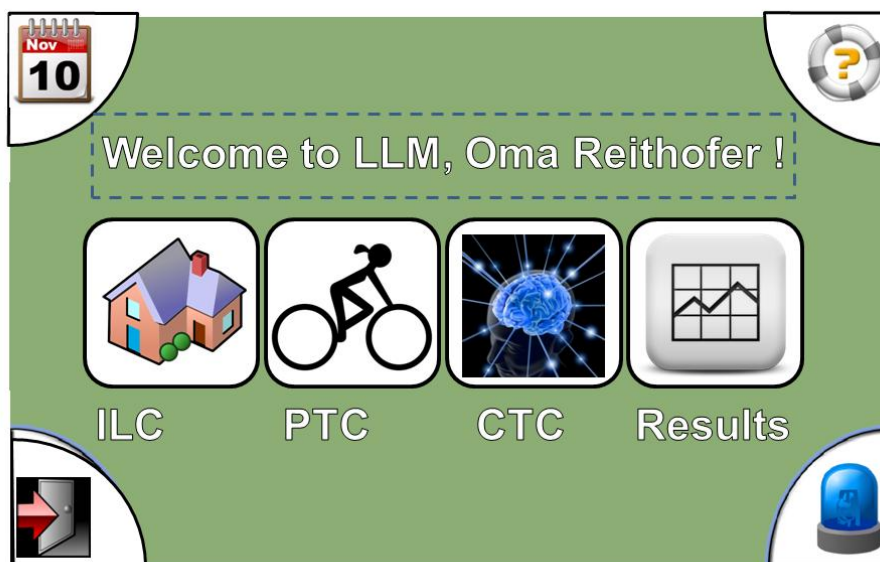 Nov
10
?
Welcome to LLM, Oma Reithofer !
ILC
PTC
CTC
Results